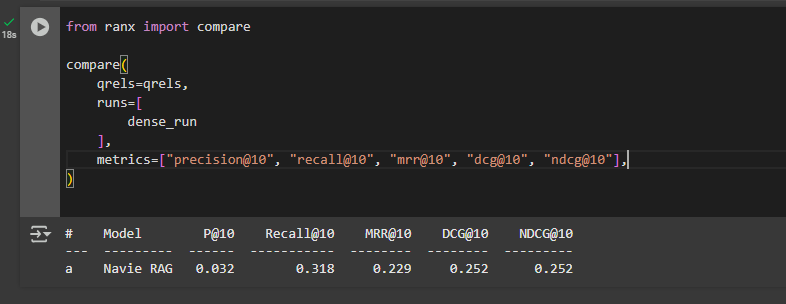 from ranx import compare
18s
compare(
qrels=qrels,
runs=[
dense_run
],
metrics=["precision@10", "recall@10", "mrr@10", "dcg@10", "ndcg@10"],
)
# Model P@10 Recall@10 MRR@10 DCG@10 NDCG@10
--- --------- ------ ----------- -------- -------- ---------
a Navie RAG 0.032 0.318 0.229 0.252 0.252